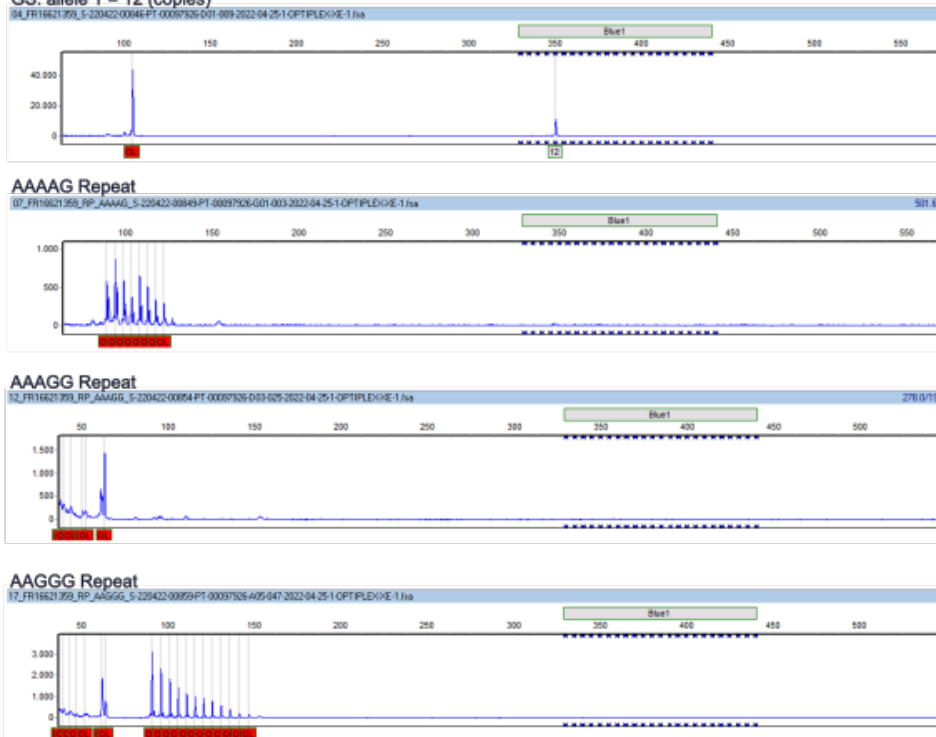 GS: allele 1 – 12 (copies)
04_FR16621359_S-220422-00846-PT-00097926-D01-009-2022-04-25-1-OPTIPLEX-XE-1.fsa
Blue1
100 150 200 250 300 350 400 450 500 550
40.000
20.000
0
OL 12
AAAAG Repeat
07_FR16621359_RP_AAAAG_S-220422-00849-PT-00097926-G01-003-2022-04-25-1-OPTIPLEX-XE-1.fsa 501.6
Blue1
100 150 200 250 300 350 400 450 500 550
1.000
500
0
AAAGG Repeat
12_FR16621359_RP_AAAGG_S-220422-00854-PT-00097926-D03-025-2022-04-25-1-OPTIPLEX-XE-1.fsa 278.0/15
Blue1
50 100 150 200 250 300 350 400 450 500
1.500
1.000
500
0
OL
AAGGG Repeat
17_FR16621359_RP_AAGGG_S-220422-00859-PT-00097926-A05-047-2022-04-25-1-OPTIPLEX-XE-1.fsa
Blue1
50 100 150 200 250 300 350 400 450 500
3.000
2.000
1.000
0